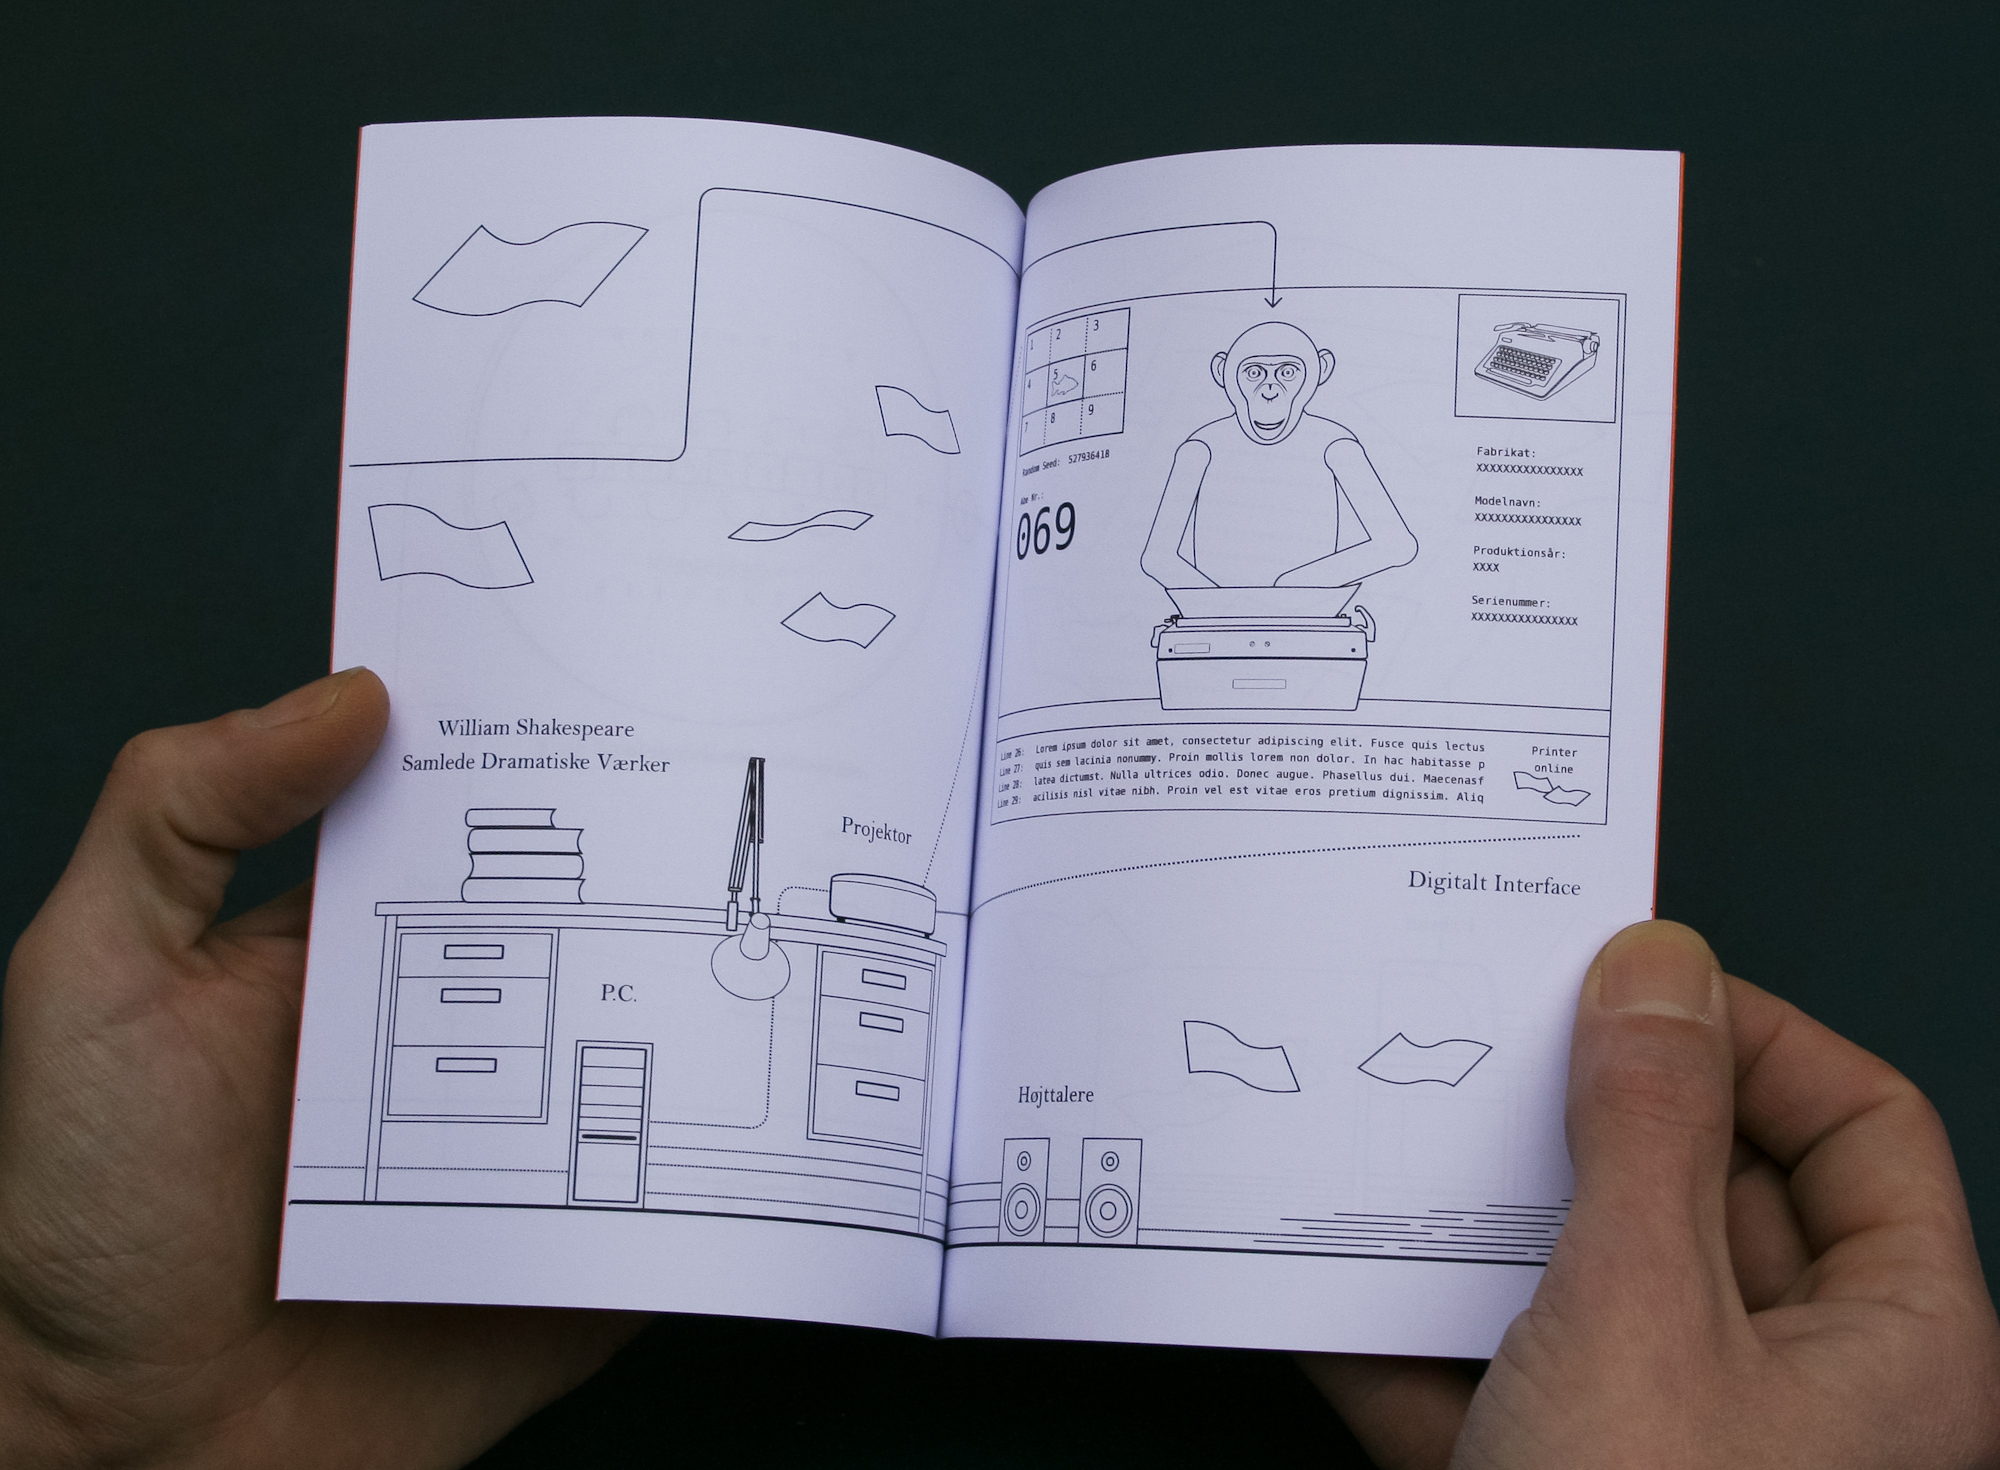 William Shakespeare
Samlede Dramatiske Værker
Projektor
P.C.
1 2 3
4 5 6
7 8 9
Random Seed: 527936418
Abe Nr.:
069
Fabrikat:
XXXXXXXXXXXXXXXX
Modelnavn:
XXXXXXXXXXXXXXXX
Produktionsår:
XXXX
Serienummer:
XXXXXXXXXXXXXXXX
Line 26: Lorem ipsum dolor sit amet, consectetur adipiscing elit. Fusce quis lectus
Line 27: quis sem lacinia nonummy. Proin mollis lorem non dolor. In hac habitasse p
Line 28: latea dictumst. Nulla ultrices odio. Donec augue. Phasellus dui. Maecenasf
Line 29: acilisis nisl vitae nibh. Proin vel est vitae eros pretium dignissim. Aliq
Printer
online
Digitalt Interface
Højttalere